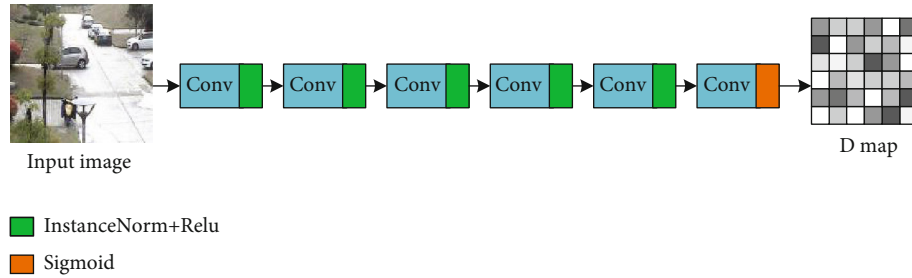 Conv Conv Conv Conv Conv Conv
Input image
D map
InstanceNorm+Relu
Sigmoid